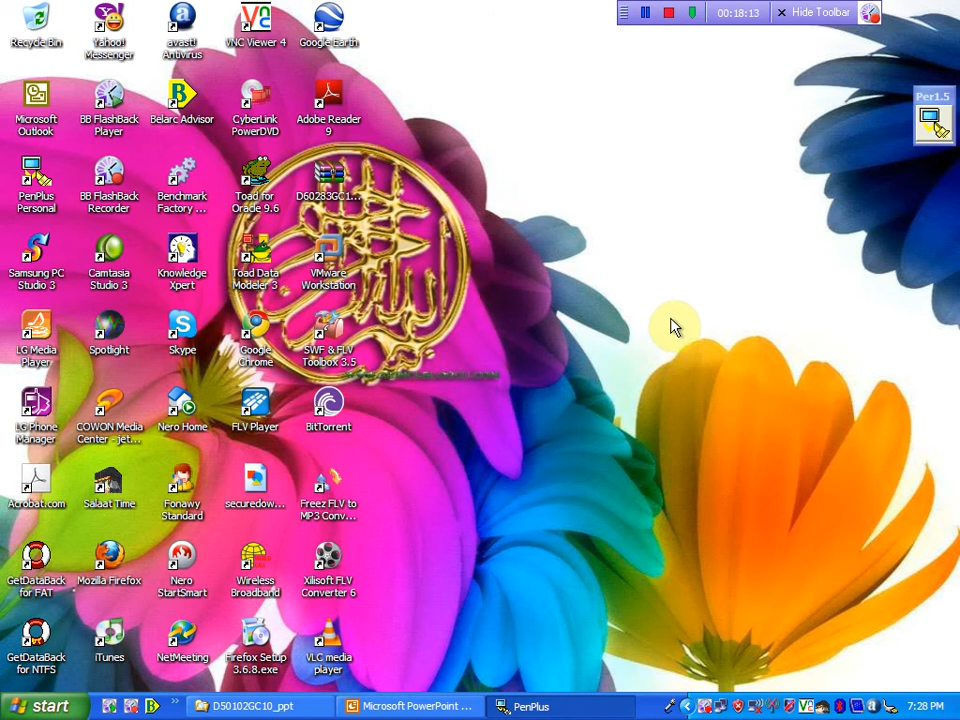 00:18:13
Hide Toolbar
Per1.5
Recycle Bin
Yahoo!
Messenger
avast!
Antivirus
VNC Viewer 4
Google Earth
Microsoft
Outlook
BB FlashBack
Player
Belarc Advisor
CyberLink
PowerDVD
Adobe Reader
9
PenPlus
Personal
BB FlashBack
Recorder
Benchmark
Factory ...
Toad for
Oracle 9.6
D60283GC1...
Samsung PC
Studio 3
Camtasia
Studio 3
Knowledge
Xpert
Toad Data
Modeler 3
VMware
Workstation
LG Media
Player
Spotlight
Skype
Google
Chrome
SWF & FLV
Toolbox 3.5
LG Phone
Manager
COWON Media
Center - jet...
Nero Home
FLV Player
BitTorrent
Acrobat.com
Salaat Time
Fonawy
Standard
securedow...
Freez FLV to
MP3 Conv...
GetDataBack
for FAT
Mozilla Firefox
Nero
StartSmart
Wireless
Broadband
Xilisoft FLV
Converter 6
GetDataBack
for NTFS
iTunes
NetMeeting
Firefox Setup
3.6.8.exe
VLC media
player
start
D50102GC10_ppt
Microsoft PowerPoint ...
PenPlus
7:28 PM